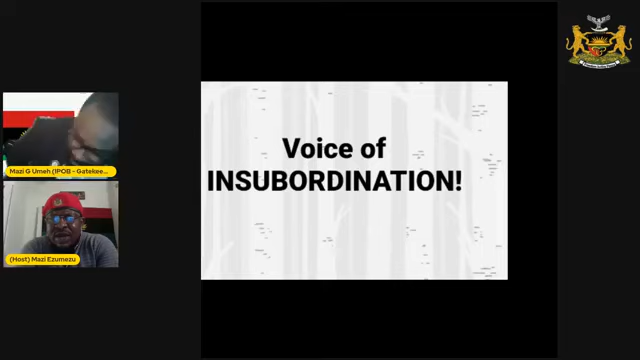 Voice of
INSUBORDINATION!
Mazi G Umeh (IPOB - Gatekee...
(Host) Mazi Ezumezu